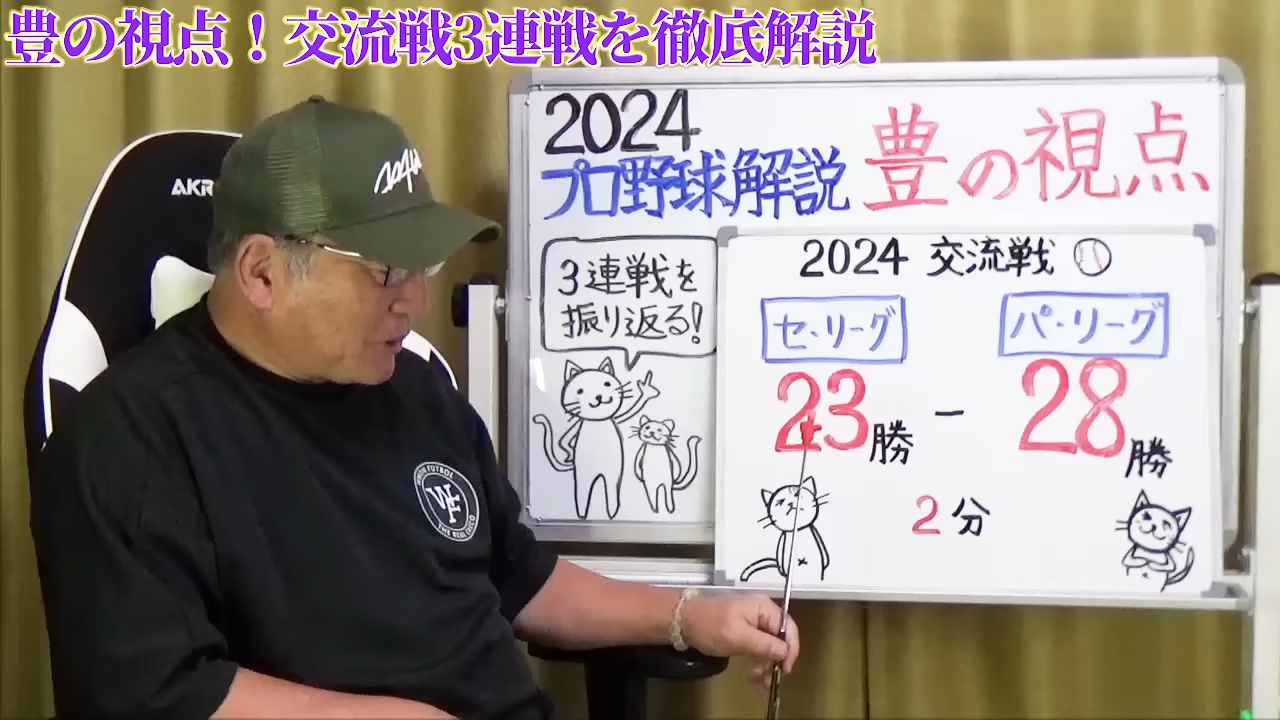 豊の視点！交流戦3連戦を徹底解説
2024
プロ野球解説
豊の視点
3連戦を
振り返る!
2024 交流戦
セ・リーグ
パ・リーグ
23勝 - 28勝
2分
AKR
WF